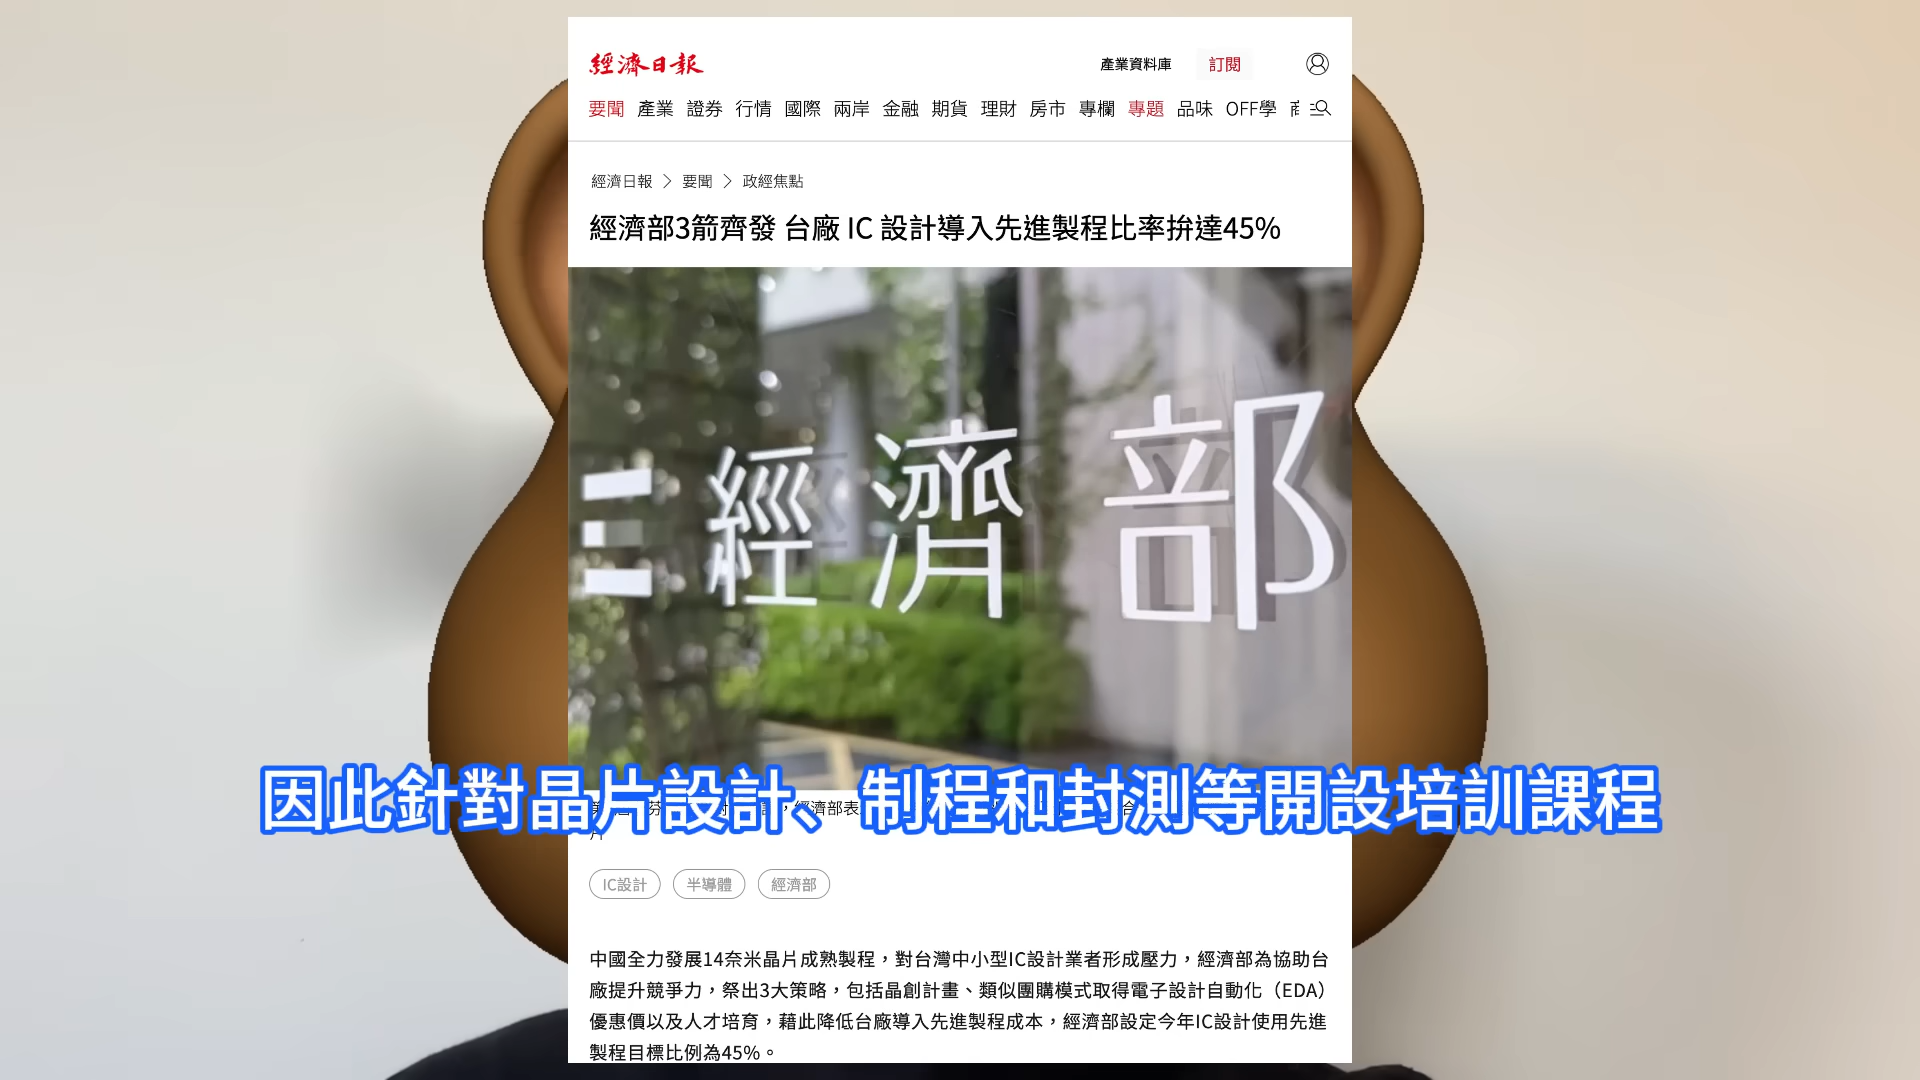 經濟日報
產業資料庫
訂閱
要聞 產業 證券 行情 國際 兩岸 金融 期貨 理財 房市 專欄 專題 品味 OFF學
經濟日報 > 要聞 > 政經焦點
經濟部3箭齊發 台廠 IC 設計導入先進製程比率拚達45%
經濟部
因此針對晶片設計、制程和封測等開設培訓課程
IC設計 半導體 經濟部
中國全力發展14奈米晶片成熟製程，對台灣中小型IC設計業者形成壓力，經濟部為協助台
廠提升競爭力，祭出3大策略，包括晶創計畫、類似團購模式取得電子設計自動化（EDA）
優惠價以及人才培育，藉此降低台廠導入先進製程成本，經濟部設定今年IC設計使用先進
製程目標比例為45%。